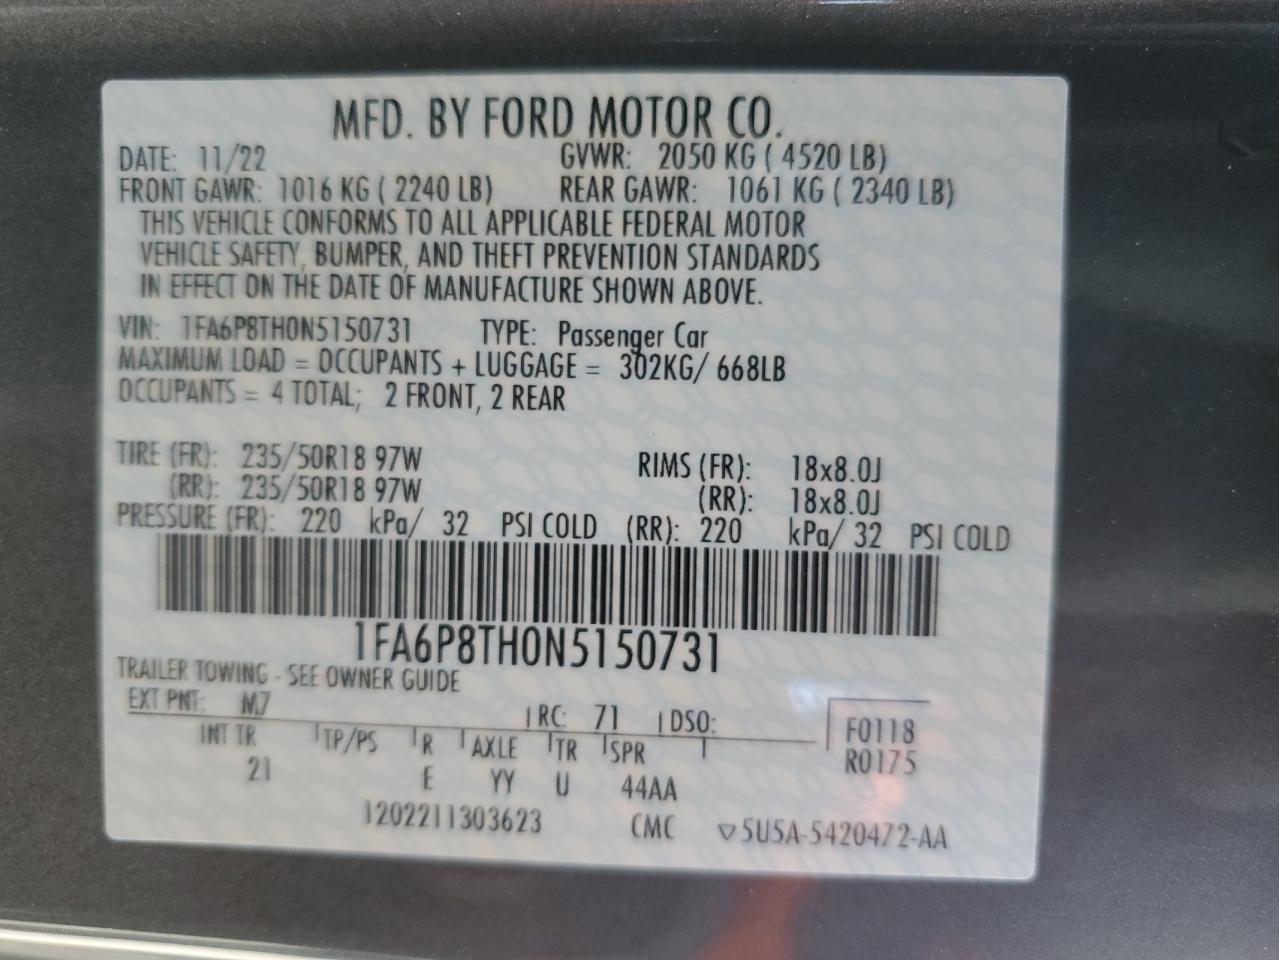 MFD. BY FORD MOTOR CO.
DATE: 11/22 GVWR: 2050 KG ( 4520 LB)
FRONT GAWR: 1016 KG ( 2240 LB) REAR GAWR: 1061 KG ( 2340 LB)
THIS VEHICLE CONFORMS TO ALL APPLICABLE FEDERAL MOTOR
VEHICLE SAFETY, BUMPER, AND THEFT PREVENTION STANDARDS
IN EFFECT ON THE DATE OF MANUFACTURE SHOWN ABOVE.
VIN: 1FA6P8TH0N5150731 TYPE: Passenger Car
MAXIMUM LOAD = OCCUPANTS + LUGGAGE = 302KG/ 668LB
OCCUPANTS = 4 TOTAL; 2 FRONT, 2 REAR
TIRE (FR): 235/50R18 97W RIMS (FR): 18x8.0J
(RR): 235/50R18 97W (RR): 18x8.0J
PRESSURE (FR): 220 kPa/ 32 PSI COLD (RR): 220 kPa/ 32 PSI COLD
1FA6P8TH0N5150731
TRAILER TOWING - SEE OWNER GUIDE
EXT PNT: M7 RC: 71 DSO: F0118
INT TR TP/PS R AXLE TR SPR R0175
21 E YY U 44AA
1202211303623 CMC ▽5U5A-5420472-AA